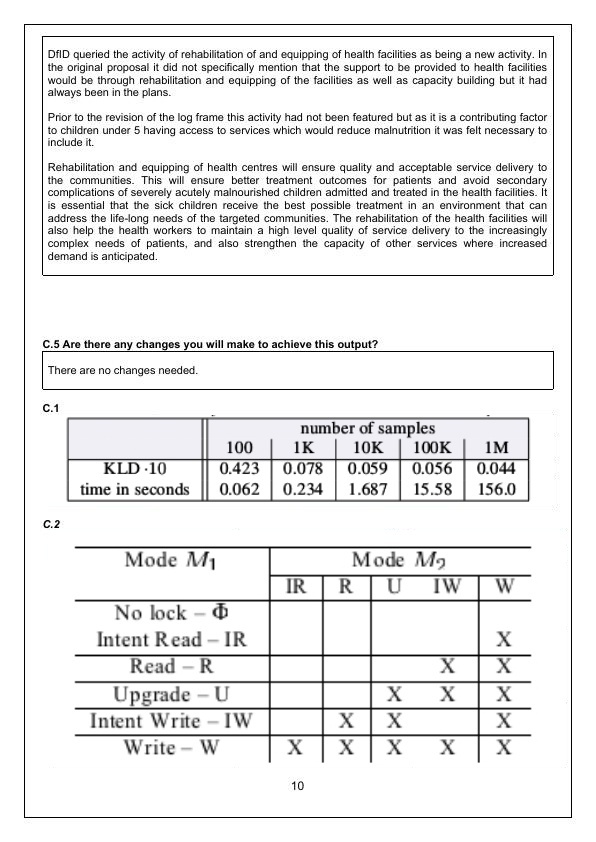 DfID queried the activity of rehabilitation of and equipping of health facilities as being a new activity. In
the original proposal it did not specifically mention that the support to be provided to health facilities
would be through rehabilitation and equipping of the facilities as well as capacity building but it had
always been in the plans.
Prior to the revision of the log frame this activity had not been featured but as it is a contributing factor
to children under 5 having access to services which would reduce malnutrition it was felt necessary to
include it.
Rehabilitation and equipping of health centres will ensure quality and acceptable service delivery to
the communities. This will ensure better treatment outcomes for patients and avoid secondary
complications of severely acutely malnourished children admitted and treated in the health facilities. It
is essential that the sick children receive the best possible treatment in an environment that can
address the life-long needs of the targeted communities. The rehabilitation of the health facilities will
also help the health workers to maintain a high level quality of service delivery to the increasingly
complex needs of patients, and also strengthen the capacity of other services where increased
demand is anticipated.
C.5 Are there any changes you will make to achieve this output?
There are no changes needed.
C.1
number of samples
100 1K 10K 100K 1M
KLD ·10 0.423 0.078 0.059 0.056 0.044
time in seconds 0.062 0.234 1.687 15.58 156.0
C.2
Mode M1 Mode M2
IR R U IW W
No lock – Φ
Intent Read – IR X
Read – R X X
Upgrade – U X X X
Intent Write – IW X X X
Write – W X X X X X
10